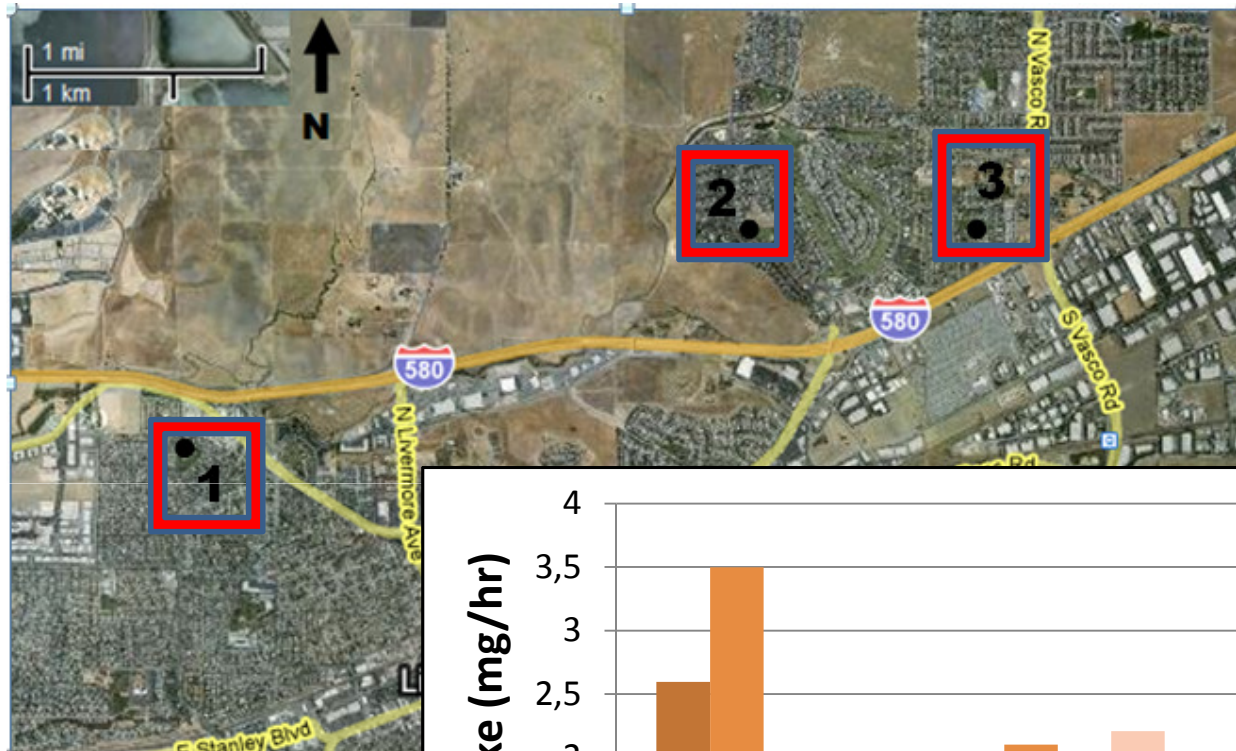 1 mi
1 km
N
N Vasco R
2
3
580
580
S Vasco Rd
1
N Livermore Ave
Rd
E Stanley Blvd
4
3,5
3
2,5
ke (mg/hr)